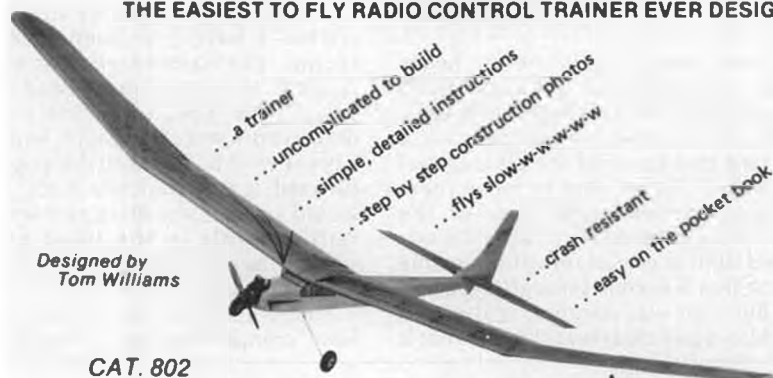 THE EASIEST TO FLY RADIO CONTROL TRAINER EVER DESIG
...a trainer
...uncomplicated to build
...simple, detailed instructions
...step by step construction photos
...flys slow-w-w-w-w-w
...crash resistant
...easy on the pocket book
Designed by
Tom Williams
CAT. 802